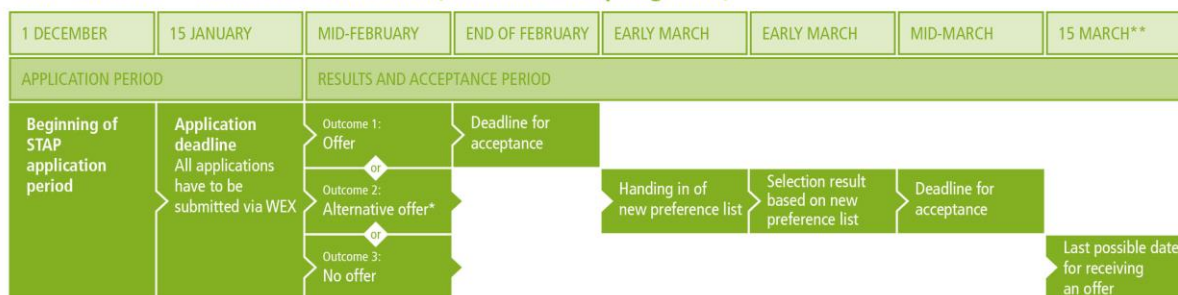 1 DECEMBER
15 JANUARY
MID-FEBRUARY
END OF FEBRUARY
EARLY MARCH
EARLY MARCH
MID-MARCH
15 MARCH**
APPLICATION PERIOD
RESULTS AND ACCEPTANCE PERIOD
Beginning of
STAP
application
period
Application
deadline
All applications
have to be
submitted via WEX
Outcome 1:
Offer
or
Outcome 2:
Alternative offer*
or
Outcome 3:
No offer
Deadline for
acceptance
Handing in of
new preference list
Selection result
based on new
preference list
Deadline for
acceptance
Last possible date
for receiving
an offer